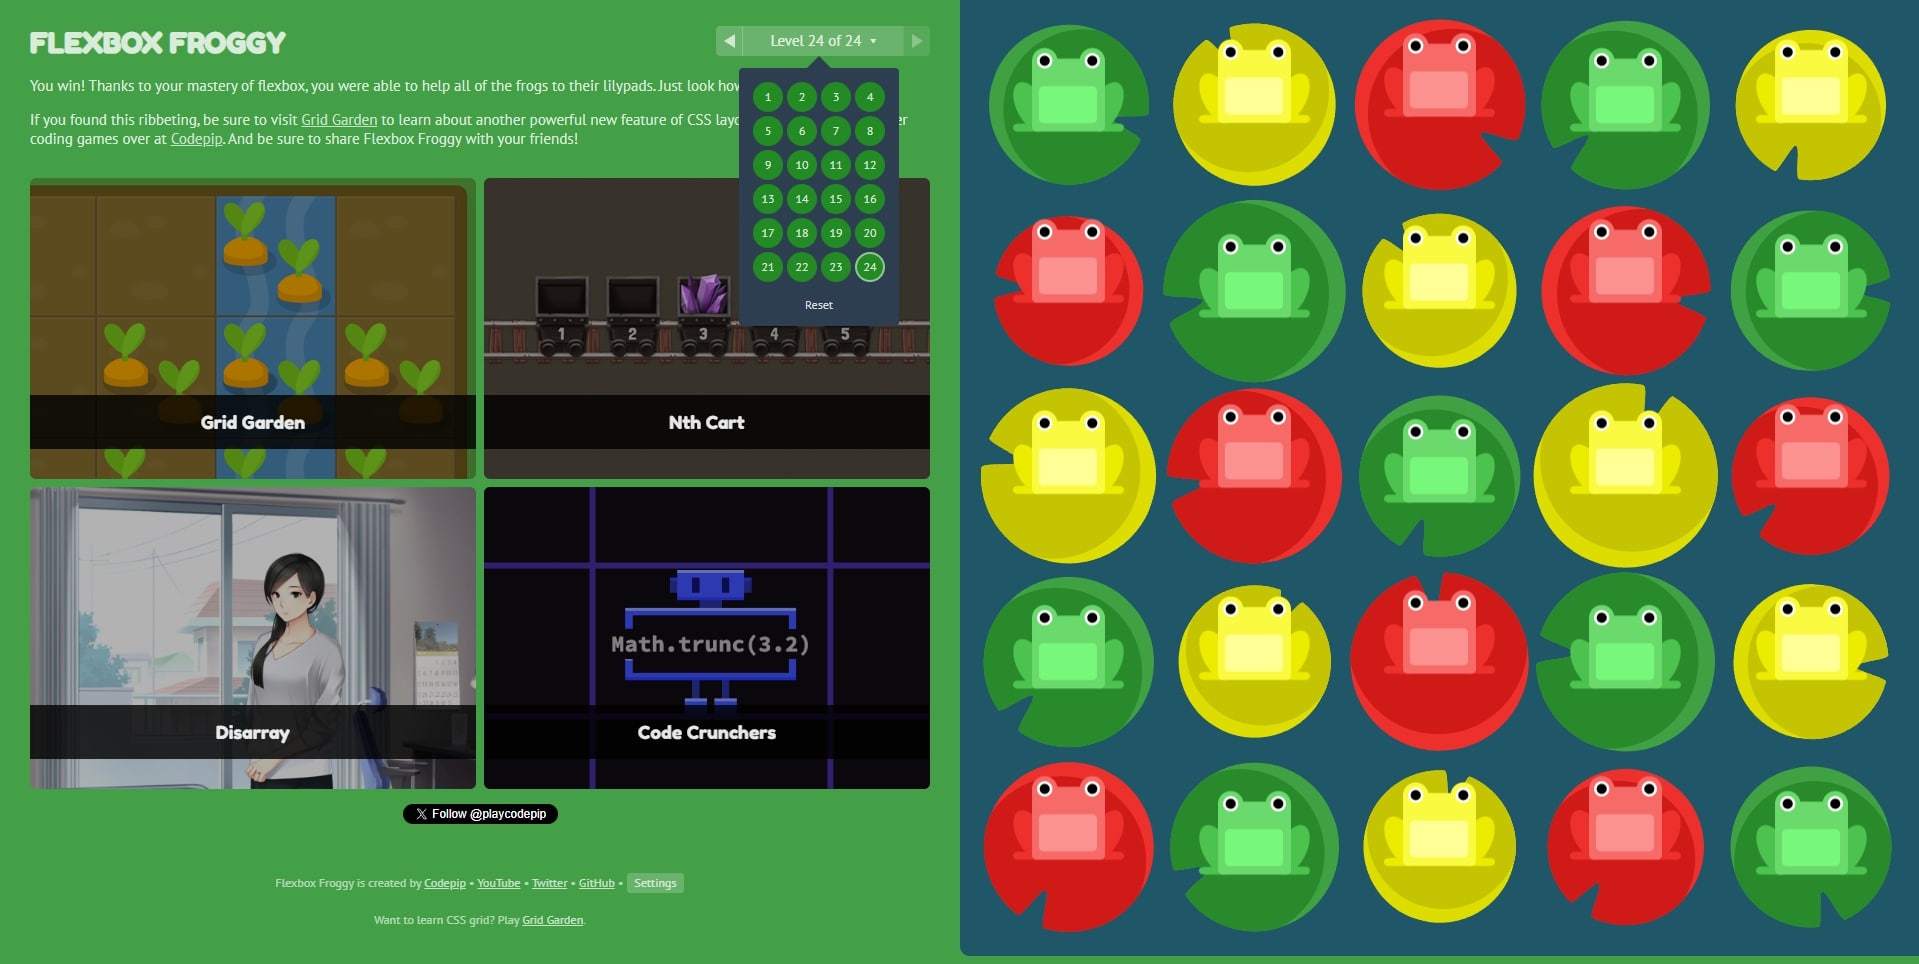 FLEXBOX FROGGY
Level 24 of 24
You win! Thanks to your mastery of flexbox, you were able to help all of the frogs to their lilypads. Just look how
If you found this ribbeting, be sure to visit Grid Garden to learn about another powerful new feature of CSS
coding games over at Codepip. And be sure to share Flexbox Froggy with your friends!
1 2 3 4
5 6 7 8
9 10 11 12
13 14 15 16
17 18 19 20
21 22 23 24
Reset
1 2 3 4 5
Grid Garden
Nth Cart
Math.trunc(3.2)
Disarray
Code Crunchers
Follow @playcodepip
Flexbox Froggy is created by Codepip • YouTube • Twitter • GitHub • Settings
Want to learn CSS grid? Play Grid Garden.